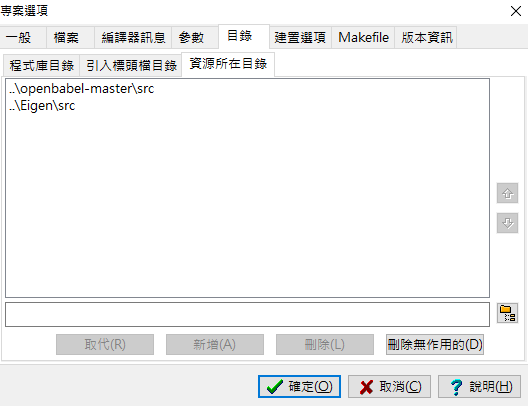 專案選項
一般 檔案 編譯器訊息 參數 目錄 建置選項 Makefile 版本資訊
程式庫目錄 引入標頭檔目錄 資源所在目錄
..\openbabel-master\src
..\Eigen\src
取代(R) 新增(A) 刪除(L) 刪除無作用的(D)
確定(O) 取消(C) 說明(H)